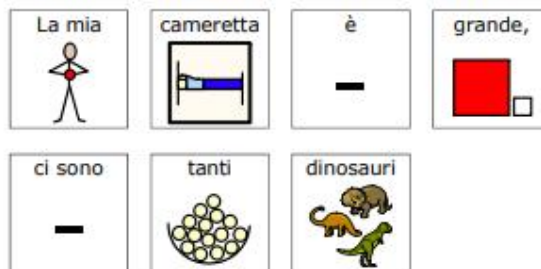 La mia cameretta è grande,
ci sono tanti dinosauri